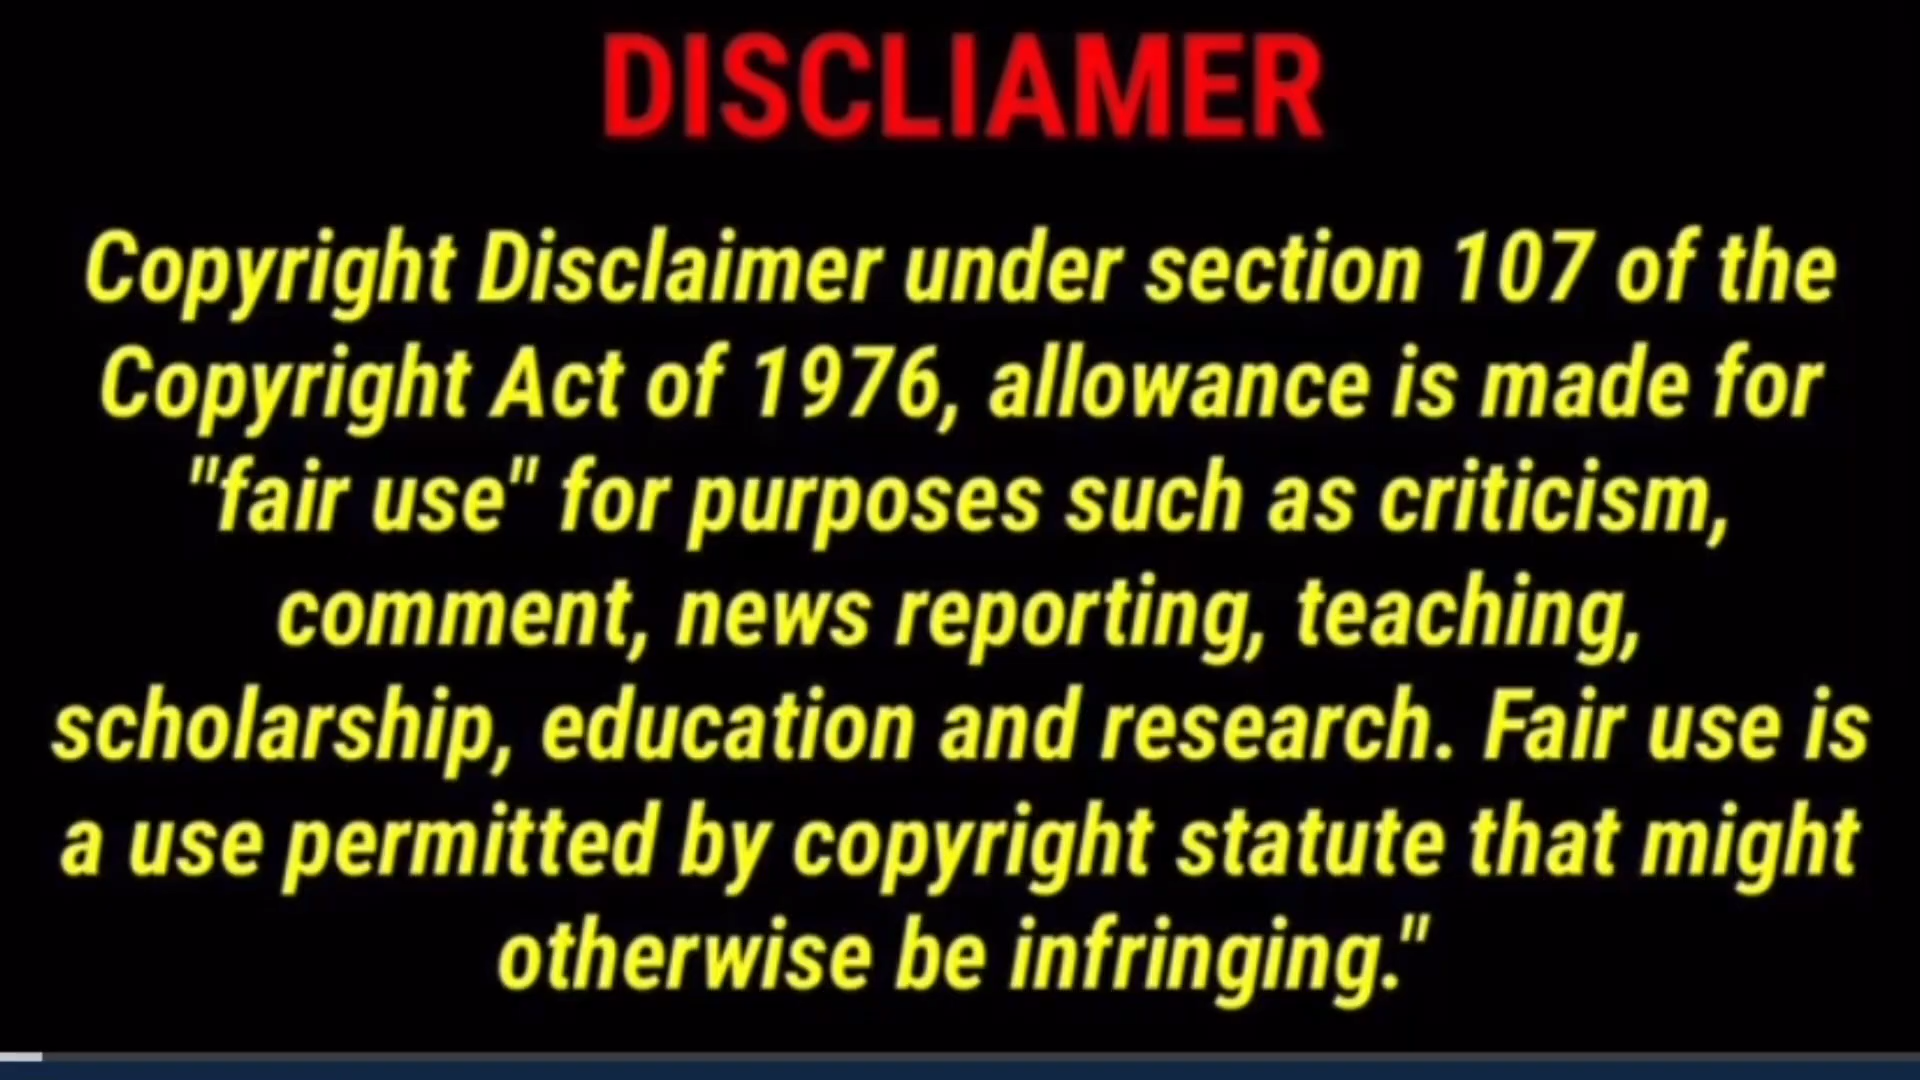 DISCLIAMER
Copyright Disclaimer under section 107 of the
Copyright Act of 1976, allowance is made for
"fair use" for purposes such as criticism,
comment, news reporting, teaching,
scholarship, education and research. Fair use is
a use permitted by copyright statute that might
otherwise be infringing."